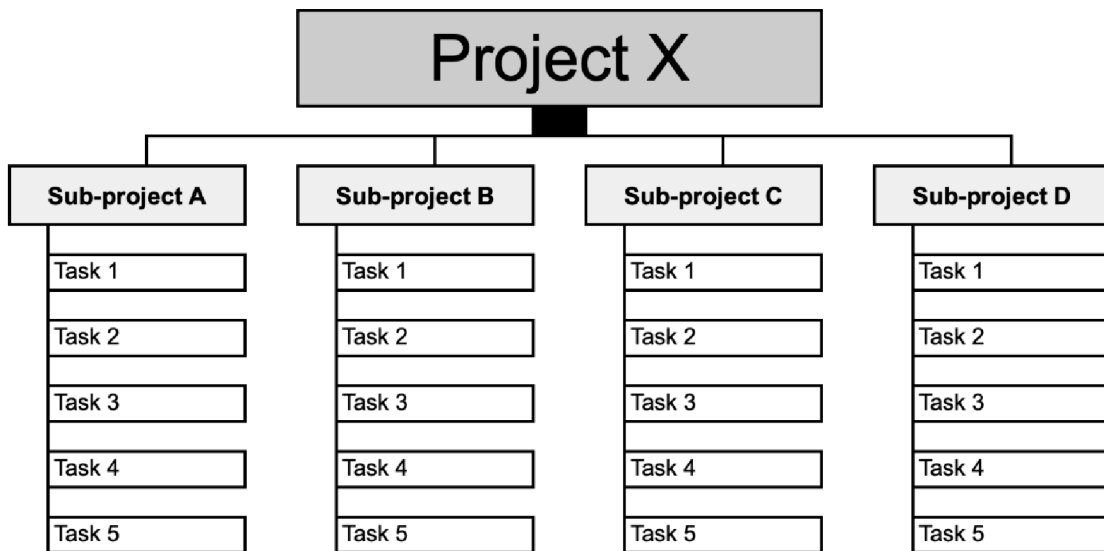 Project X
Sub-project A
Sub-project B
Sub-project C
Sub-project D
Task 1
Task 1
Task 1
Task 1
Task 2
Task 2
Task 2
Task 2
Task 3
Task 3
Task 3
Task 3
Task 4
Task 4
Task 4
Task 4
Task 5
Task 5
Task 5
Task 5